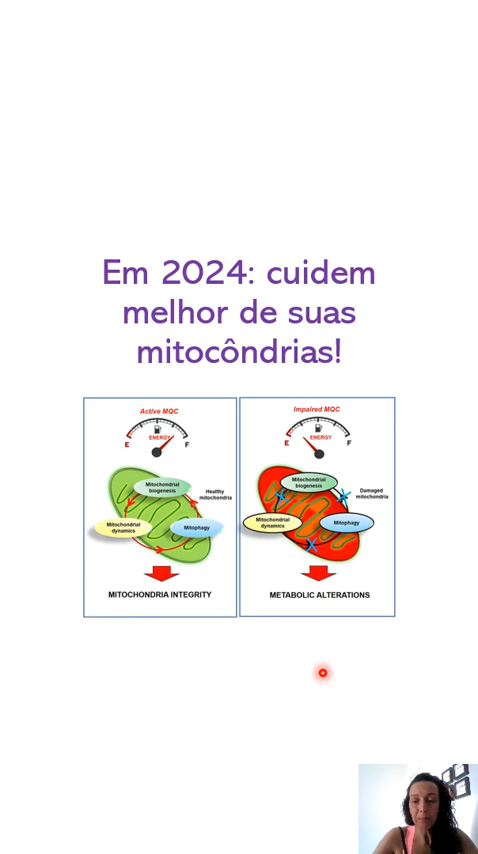 Em 2024: cuidem
melhor de suas
mitocôndrias!
Active MQC
E
ENERGY
F
Mitochondrial
biogenesis
Healthy
mitochondria
Mitochondrial
dynamics
Mitophagy
MITOCHONDRIA INTEGRITY
Impaired MQC
E
ENERGY
F
Mitochondrial
biogenesis
Damaged
mitochondria
Mitochondrial
dynamics
Mitophagy
METABOLIC ALTERATIONS